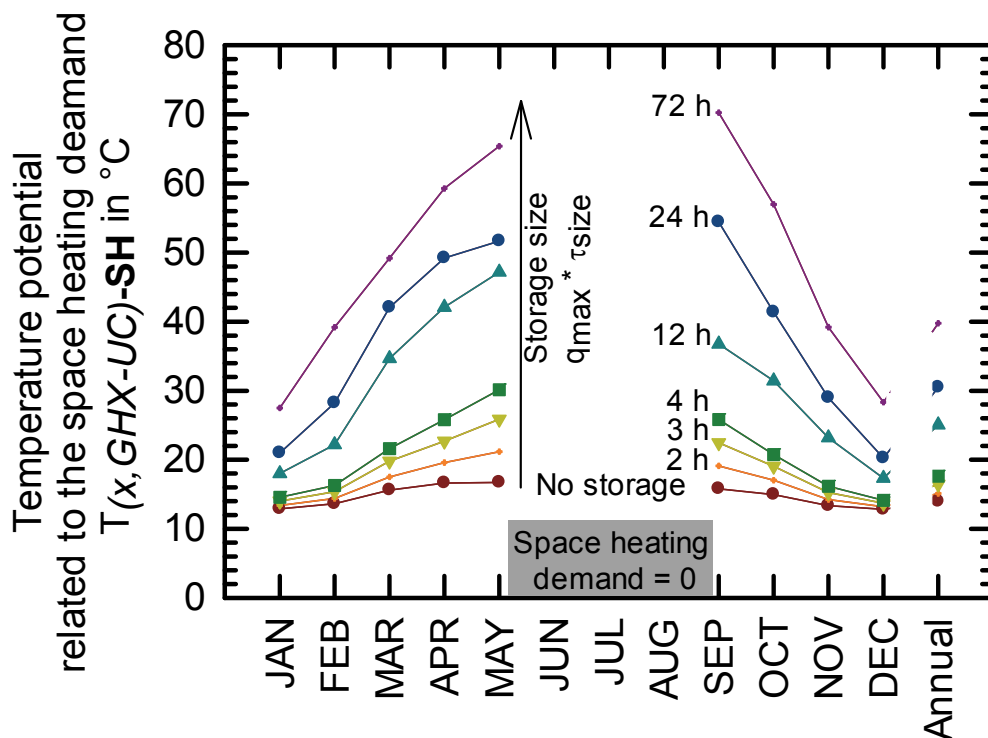 Temperature potential
related to the space heating deamand
T(x,GHX-UC)-SH in °C
80
70
60
50
40
30
20
10
0
72 h
24 h
12 h
4 h
3 h
2 h
No storage
Storage size
qmax * τsize
Space heating
demand = 0
JAN
FEB
MAR
APR
MAY
JUN
JUL
AUG
SEP
OCT
NOV
DEC
Annual